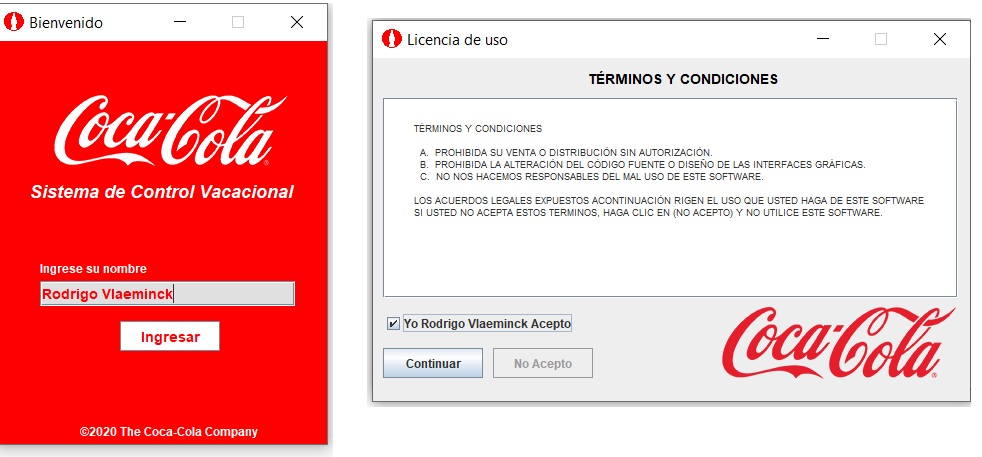 Bienvenido
Coca-Cola
Sistema de Control Vacacional
Ingrese su nombre
Rodrigo Vlaeminck
Ingresar
©2020 The Coca-Cola Company
Licencia de uso
TÉRMINOS Y CONDICIONES
TÉRMINOS Y CONDICIONES
A. PROHIBIDA SU VENTA O DISTRIBUCIÓN SIN AUTORIZACIÓN.
B. PROHIBIDA LA ALTERACIÓN DEL CÓDIGO FUENTE O DISEÑO DE LAS INTERFACES GRÁFICAS.
C. NO NOS HACEMOS RESPONSABLES DEL MAL USO DE ESTE SOFTWARE.
LOS ACUERDOS LEGALES EXPUESTOS ACONTINUACIÓN RIGEN EL USO QUE USTED HAGA DE ESTE SOFTWARE
SI USTED NO ACEPTA ESTOS TERMINOS, HAGA CLIC EN (NO ACEPTO) Y NO UTILICE ESTE SOFTWARE.
Yo Rodrigo Vlaeminck Acepto
Continuar
No Acepto
Coca-Cola